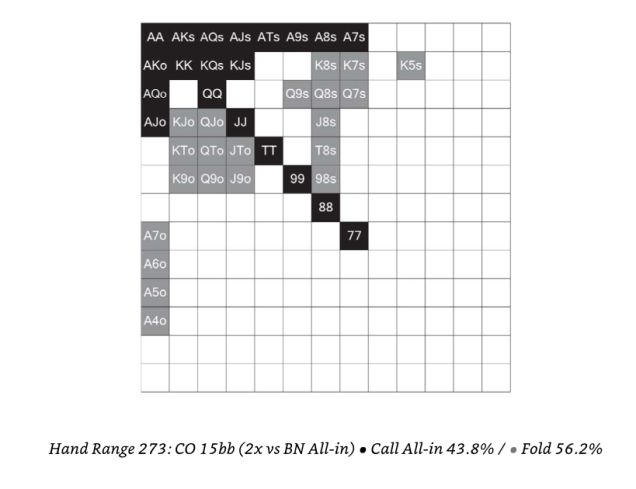 AA AKs AQs AJs ATs A9s A8s A7s
AKo KK KQs KJs K8s K7s K5s
AQo QQ Q9s Q8s Q7s
AJo KJo QJo JJ J8s
KTo QTo JTo TT T8s
K9o Q9o J9o 99 98s
88
A7o 77
A6o
A5o
A4o
Hand Range 273: CO 15bb (2x vs BN All-in) • Call All-in 43.8% / • Fold 56.2%